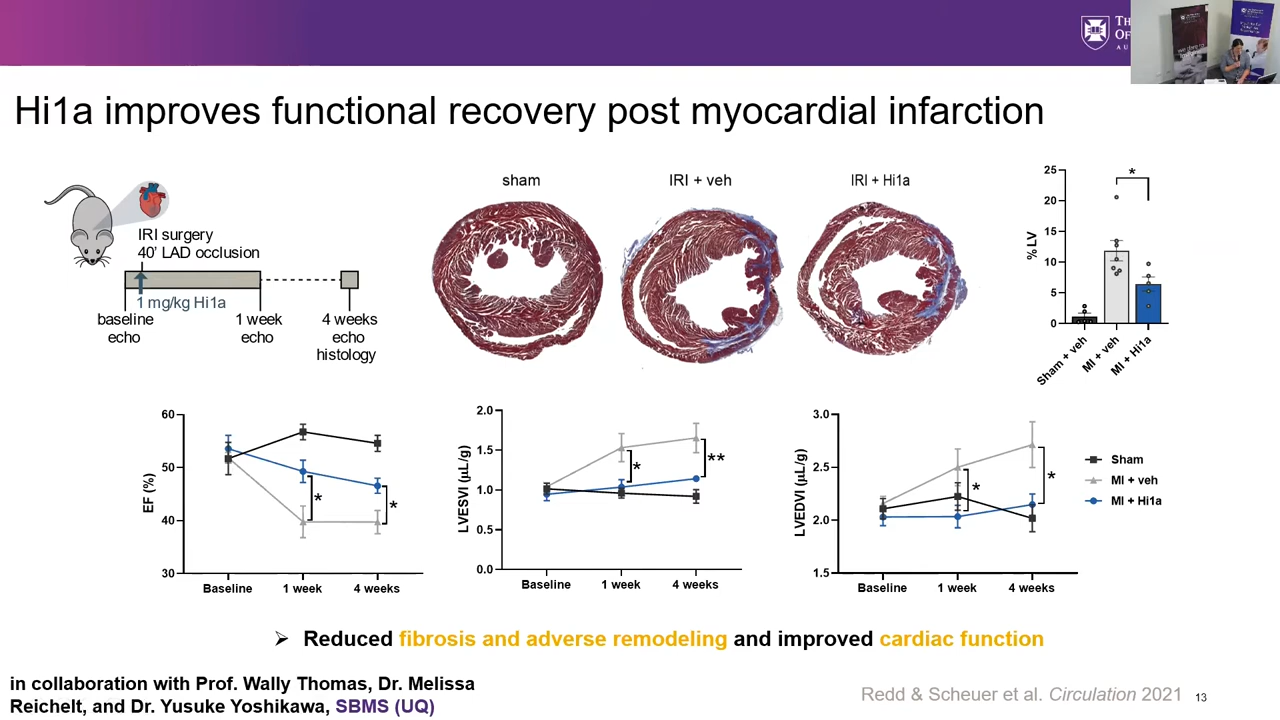 Hi1a improves functional recovery post myocardial infarction
IRI surgery
40’ LAD occlusion
1 mg/kg Hi1a
baseline
echo
1 week
echo
4 weeks
echo
histology
sham
IRI + veh
IRI + Hi1a
% LV
25
20
15
10
5
0
*
Sham + veh
MI + veh
MI + Hi1a
EF (%)
60
50
40
30
*
*
Baseline
1 week
4 weeks
LVESVI (µL/g)
2.0
1.5
1.0
0.5
0.0
*
**
Baseline
1 week
4 weeks
LVEDVI (µL/g)
3.0
2.5
2.0
1.5
*
*
Baseline
1 week
4 weeks
Sham
MI + veh
MI + Hi1a
➢ Reduced fibrosis and adverse remodeling and improved cardiac function
in collaboration with Prof. Wally Thomas, Dr. Melissa
Reichelt, and Dr. Yusuke Yoshikawa, SBMS (UQ)
Redd & Scheuer et al. Circulation 2021
13